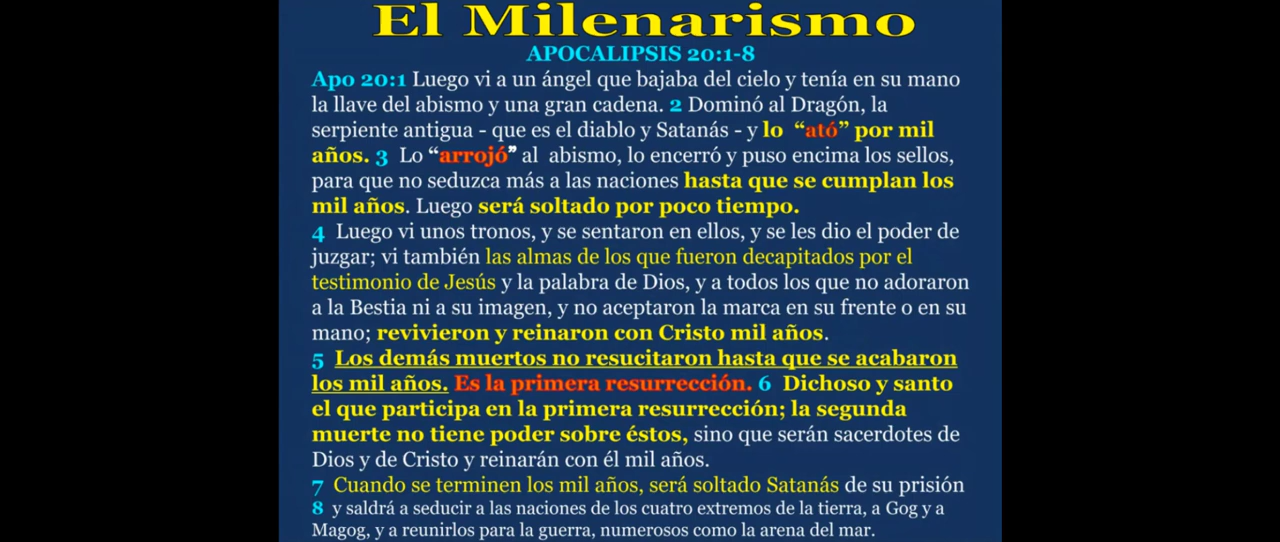 El Milenarismo
APOCALIPSIS 20:1-8
Apo 20:1 Luego vi a un ángel que bajaba del cielo y tenía en su mano
la llave del abismo y una gran cadena. 2 Dominó al Dragón, la
serpiente antigua - que es el diablo y Satanás - y lo “ató” por mil
años. 3 Lo “arrojó” al abismo, lo encerró y puso encima los sellos,
para que no seduzca más a las naciones hasta que se cumplan los
mil años. Luego será soltado por poco tiempo.
4 Luego vi unos tronos, y se sentaron en ellos, y se les dio el poder de
juzgar; vi también las almas de los que fueron decapitados por el
testimonio de Jesús y la palabra de Dios, y a todos los que no adoraron
a la Bestia ni a su imagen, y no aceptaron la marca en su frente o en su
mano; revivieron y reinaron con Cristo mil años.
5 Los demás muertos no resucitaron hasta que se acabaron
los mil años. Es la primera resurrección. 6 Dichoso y santo
el que participa en la primera resurrección; la segunda
muerte no tiene poder sobre éstos, sino que serán sacerdotes de
Dios y de Cristo y reinarán con él mil años.
7 Cuando se terminen los mil años, será soltado Satanás de su prisión
8 y saldrá a seducir a las naciones de los cuatro extremos de la tierra, a Gog y a
Magog, y a reunirlos para la guerra, numerosos como la arena del mar.